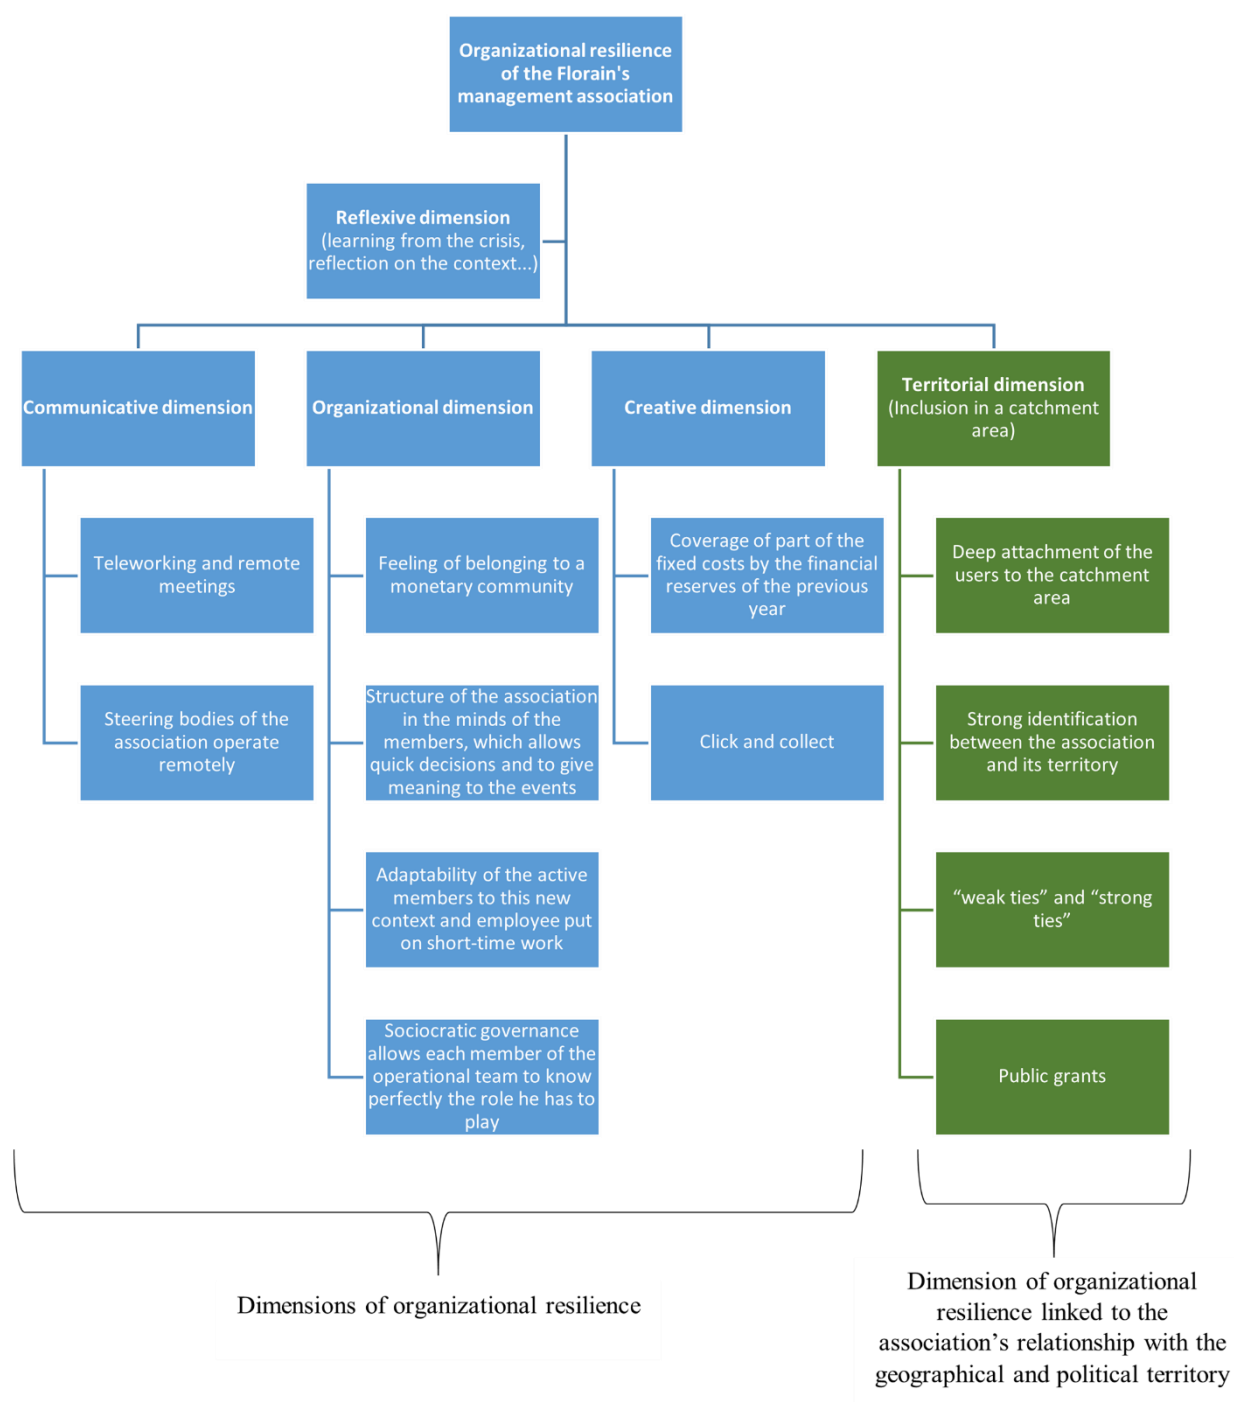 Organizational resilience
of the Florain's
management association
Reflexive dimension
(learning from the crisis,
reflection on the context...)
Communicative dimension
Organizational dimension
Creative dimension
Territorial dimension
(Inclusion in a catchment
area)
Teleworking and remote
meetings
Steering bodies of the
association operate
remotely
Feeling of belonging to a
monetary community
Structure of the association
in the minds of the
members, which allows
quick decisions and to give
meaning to the events
Adaptability of the active
members to this new
context and employee put
on short-time work
Sociocratic governance
allows each member of the
operational team to know
perfectly the role he has to
play
Coverage of part of the
fixed costs by the financial
reserves of the previous
year
Click and collect
Deep attachment of the
users to the catchment
area
Strong identification
between the association
and its territory
“weak ties” and “strong
ties”
Public grants
Dimensions of organizational resilience
Dimension of organizational
resilience linked to the
association’s relationship with the
geographical and political territory